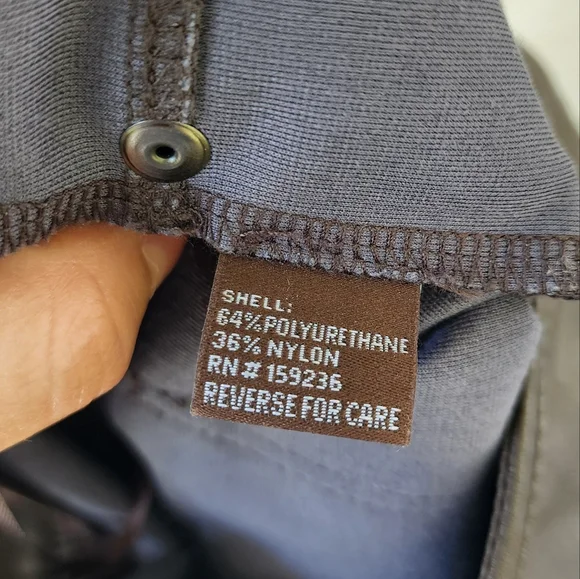 SHELL:
64% POLYURETHANE
36% NYLON
RN# 159236
REVERSE FOR CARE